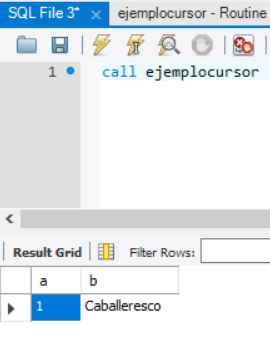 SQL File 3* × ejemplocursor - Routine
1 call ejemplocursor
Result Grid Filter Rows:
a b
1 Caballeresco